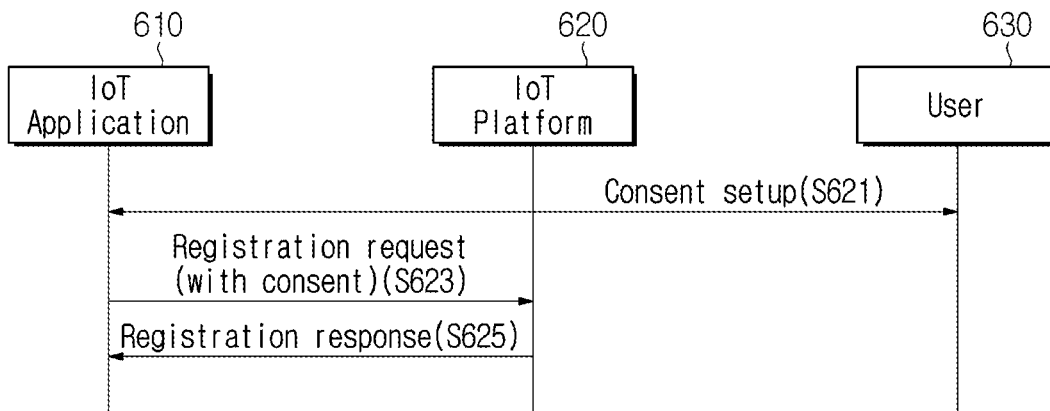 610
620
630
IoT
Application
IoT
Platform
User
Consent setup(S621)
Registration request
(with consent)(S623)
Registration response(S625)